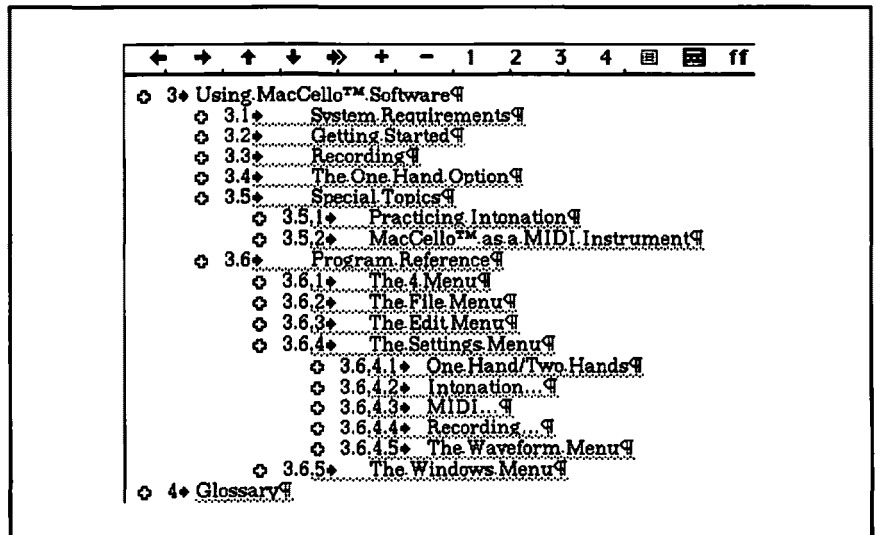 ← → ↑ ↓ + − 1 2 3 4 ff
3 Using MacCello™ Software¶
3.1 System Requirements¶
3.2 Getting Started¶
3.3 Recording¶
3.4 The One Hand Option¶
3.5 Special Topics¶
3.5.1 Practicing Intonation¶
3.5.2 MacCello™ as a MIDI Instrument¶
3.6 Program Reference¶
3.6.1 The 4 Menu¶
3.6.2 The File Menu¶
3.6.3 The Edit Menu¶
3.6.4 The Settings Menu¶
3.6.4.1 One Hand/Two Hands¶
3.6.4.2 Intonation...¶
3.6.4.3 MIDI...¶
3.6.4.4 Recording...¶
3.6.4.5 The Waveform Menu¶
3.6.5 The Windows Menu¶
4 Glossary¶